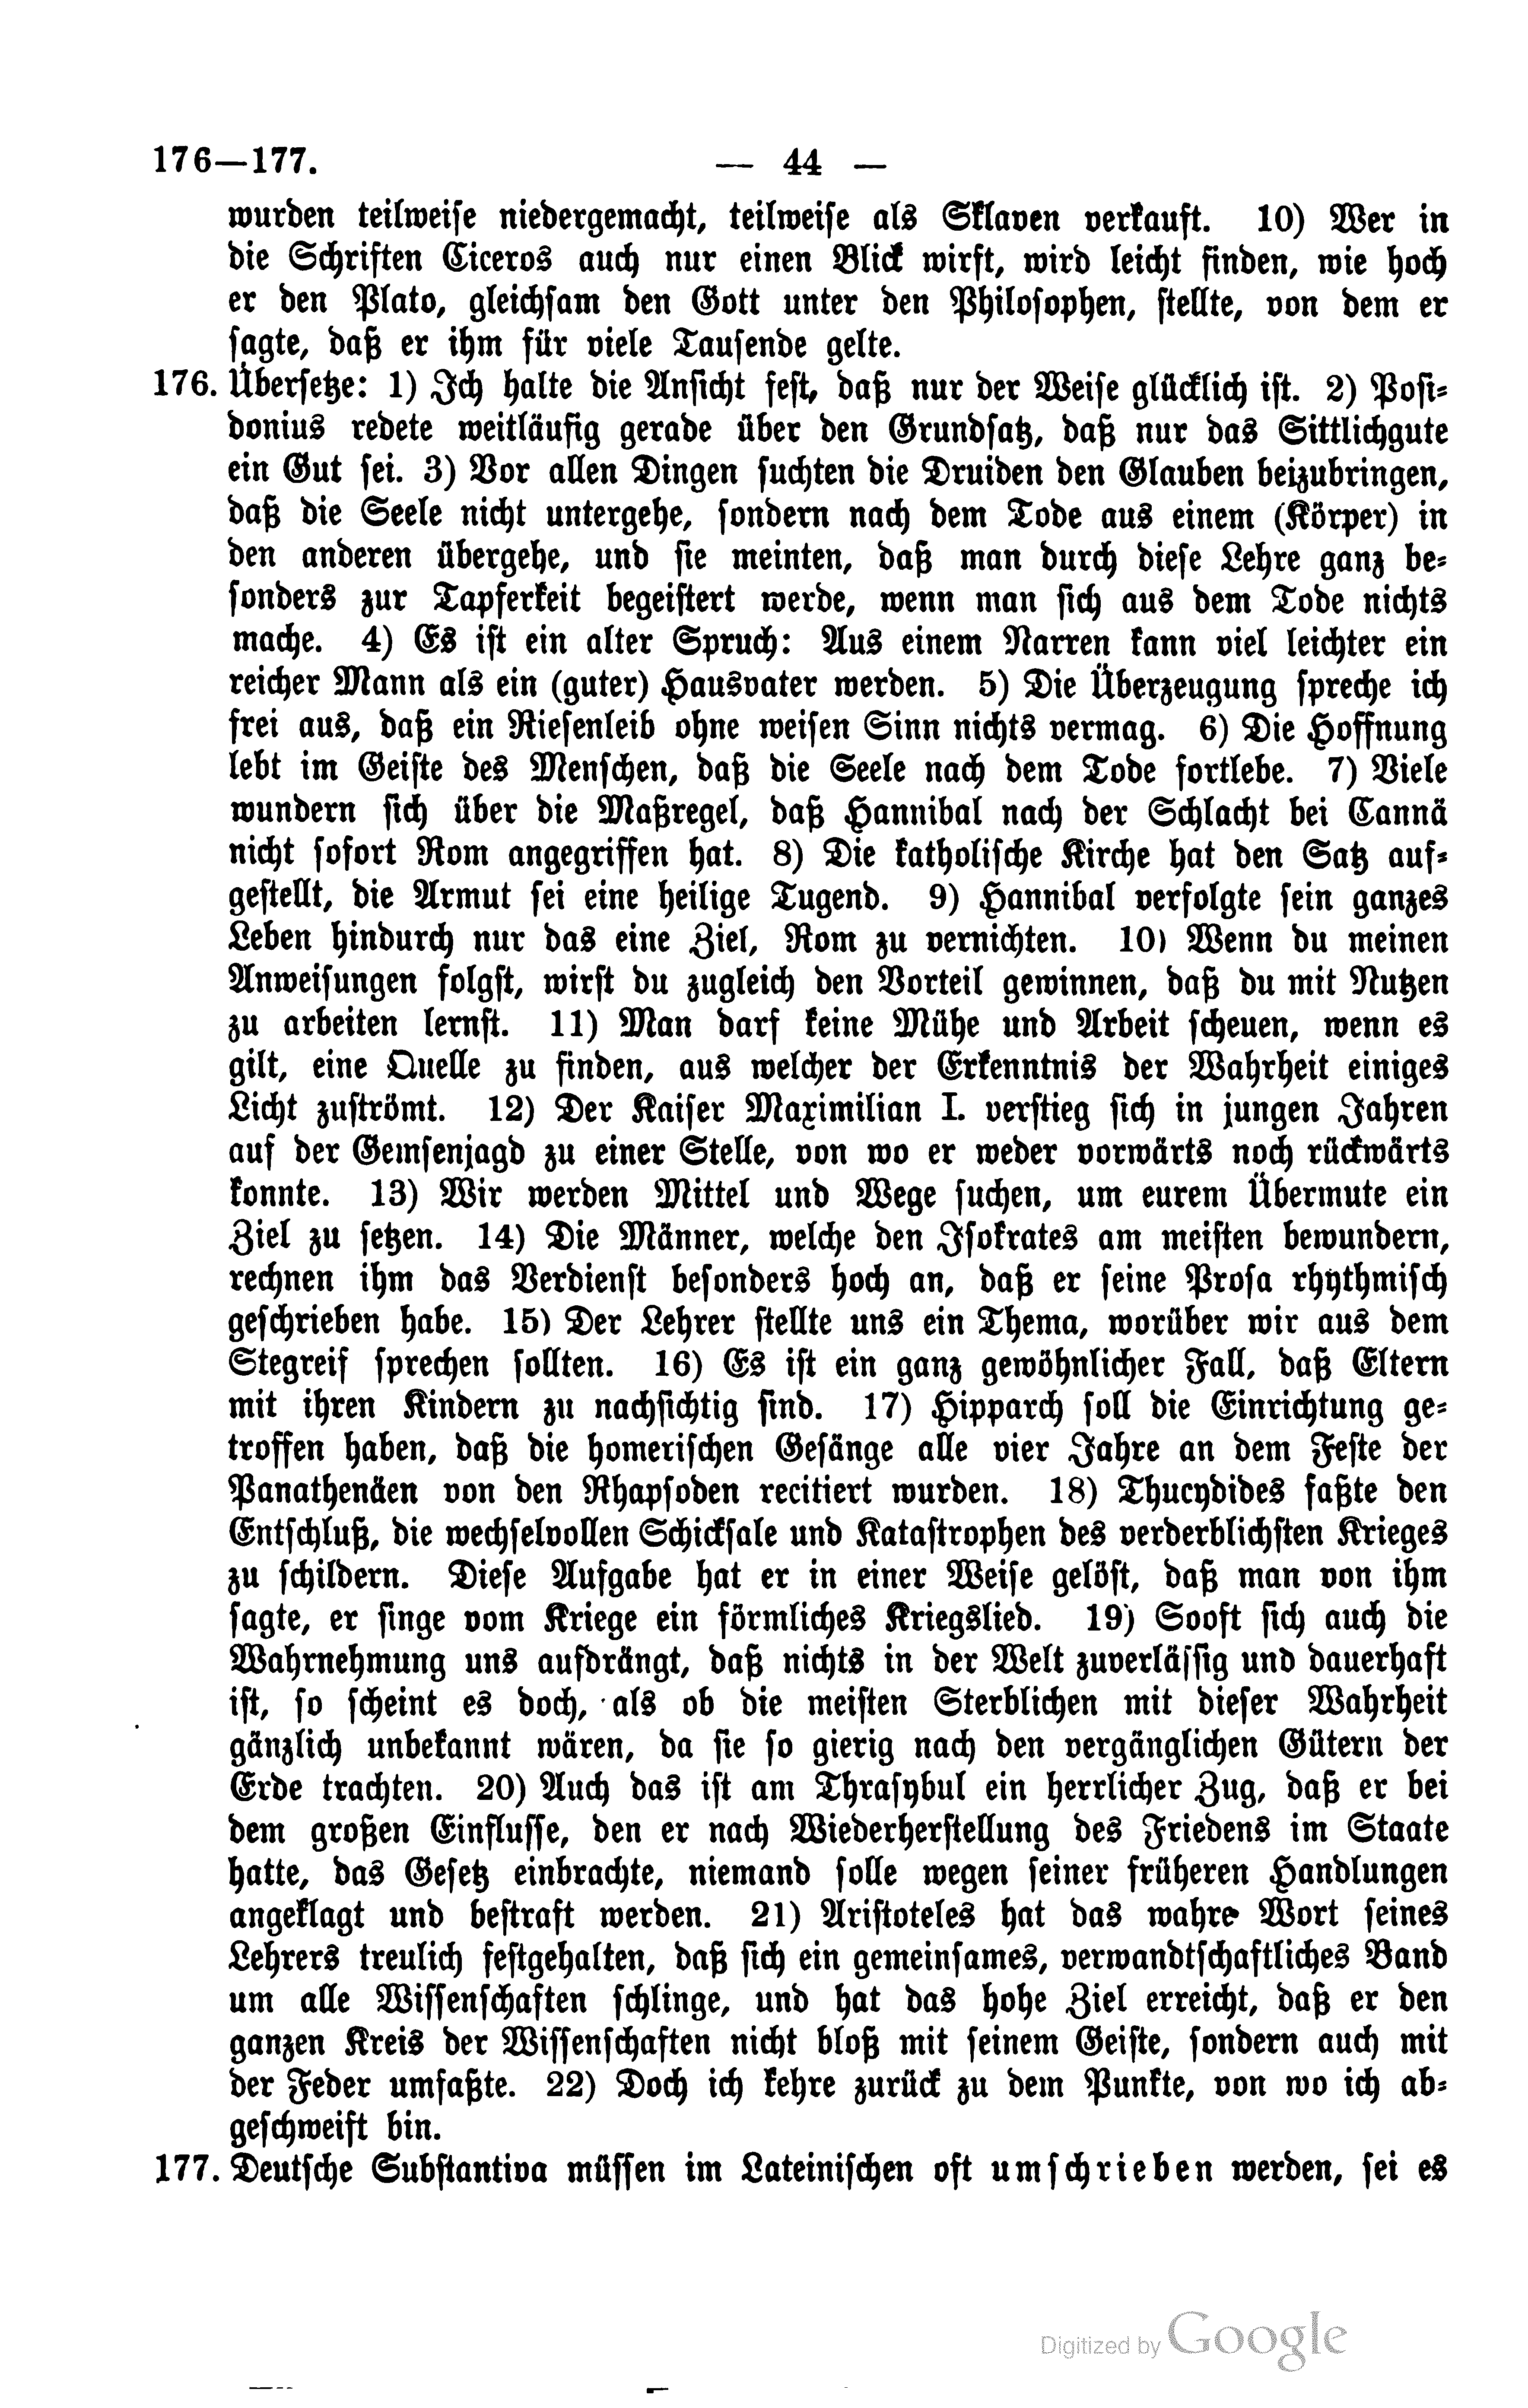 176—177. — 44 —
wurden teilweise niedergemacht, teilweise als Sklaven verkauft. 10) Wer in
die Schriften Ciceros auch nur einen Blick wirft, wird leicht finden, wie hoch
er den Plato, gleichsam den Gott unter den Philosophen, stellte, von dem er
sagte, daß er ihm für viele Tausende gelte.
176. Übersetze: 1) Ich halte die Ansicht fest, daß nur der Weise glücklich ist. 2) Posi-
donius redete weitläufig gerade über den Grundsatz, daß nur das Sittlichgute
ein Gut sei. 3) Vor allen Dingen suchten die Druiden den Glauben beizubringen,
daß die Seele nicht untergehe, sondern nach dem Tode aus einem (Körper) in
den anderen übergehe, und sie meinten, daß man durch diese Lehre ganz be-
sonders zur Tapferkeit begeistert werde, wenn man sich aus dem Tode nichts
mache. 4) Es ist ein alter Spruch: Aus einem Narren kann viel leichter ein
reicher Mann als ein (guter) Hausvater werden. 5) Die Überzeugung spreche ich
frei aus, daß ein Riesenleib ohne weisen Sinn nichts vermag. 6) Die Hoffnung
lebt im Geiste des Menschen, daß die Seele nach dem Tode fortlebe. 7) Viele
wundern sich über die Maßregel, daß Hannibal nach der Schlacht bei Cannä
nicht sofort Rom angegriffen hat. 8) Die katholische Kirche hat den Satz auf-
gestellt, die Armut sei eine heilige Tugend. 9) Hannibal verfolgte sein ganzes
Leben hindurch nur das eine Ziel, Rom zu vernichten. 10) Wenn du meinen
Anweisungen folgst, wirst du zugleich den Vorteil gewinnen, daß du mit Nutzen
zu arbeiten lernst. 11) Man darf keine Mühe und Arbeit scheuen, wenn es
gilt, eine Quelle zu finden, aus welcher der Erkenntnis der Wahrheit einiges
Licht zuströmt. 12) Der Kaiser Maximilian I. verstieg sich in jungen Jahren
auf der Gemsenjagd zu einer Stelle, von wo er weder vorwärts noch rückwärts
konnte. 13) Wir werden Mittel und Wege suchen, um eurem Übermute ein
Ziel zu setzen. 14) Die Männer, welche den Isokrates am meisten bewundern,
rechnen ihm das Verdienst besonders hoch an, daß er seine Prosa rhythmisch
geschrieben habe. 15) Der Lehrer stellte uns ein Thema, worüber wir aus dem
Stegreif sprechen sollten. 16) Es ist ein ganz gewöhnlicher Fall, daß Eltern
mit ihren Kindern zu nachsichtig sind. 17) Hipparch soll die Einrichtung ge-
troffen haben, daß die homerischen Gesänge alle vier Jahre an dem Feste der
Panathenäen von den Rhapsoden recitiert wurden. 18) Thucydides faßte den
Entschluß, die wechselvollen Schicksale und Katastrophen des verderblichsten Krieges
zu schildern. Diese Aufgabe hat er in einer Weise gelöst, daß man von ihm
sagte, er singe vom Kriege ein förmliches Kriegslied. 19) Sooft sich auch die
Wahrnehmung uns aufdrängt, daß nichts in der Welt zuverlässig und dauerhaft
ist, so scheint es doch, als ob die meisten Sterblichen mit dieser Wahrheit
gänzlich unbekannt wären, da sie so gierig nach den vergänglichen Gütern der
Erde trachten. 20) Auch das ist am Thrasybul ein herrlicher Zug, daß er bei
dem großen Einflusse, den er nach Wiederherstellung des Friedens im Staate
hatte, das Gesetz einbrachte, niemand solle wegen seiner früheren Handlungen
angeklagt und bestraft werden. 21) Aristoteles hat das wahre Wort seines
Lehrers treulich festgehalten, daß sich ein gemeinsames, verwandtschaftliches Band
um alle Wissenschaften schlinge, und hat das hohe Ziel erreicht, daß er den
ganzen Kreis der Wissenschaften nicht bloß mit seinem Geiste, sondern auch mit
der Feder umfaßte. 22) Doch ich kehre zurück zu dem Punkte, von wo ich ab-
geschweift bin.
177. Deutsche Substantiva müssen im Lateinischen oft umschrieben werden, sei es
Digitized by Google